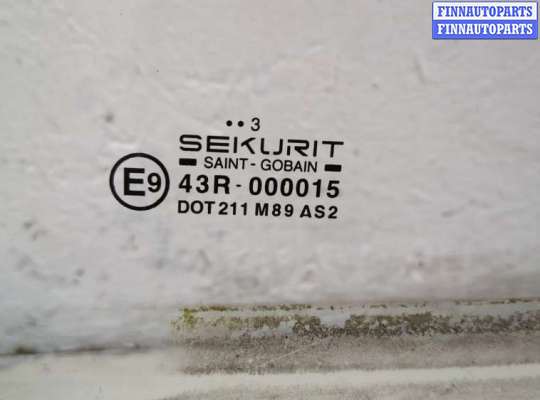 FINNAUTOPARTS
FINNAUTOPARTS
•• 3
SEKURIT
SAINT-GOBAIN
E9 43R-000015
DOT 211 M89 AS2